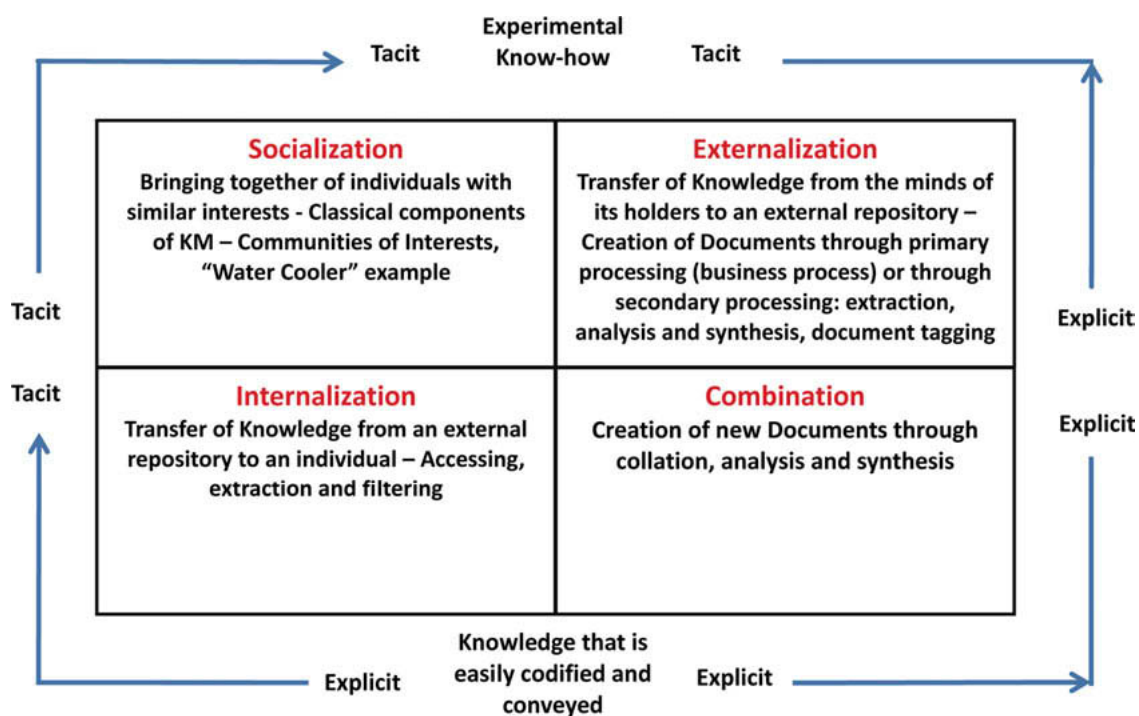 Experimental
Tacit Know-how Tacit
Socialization
Bringing together of individuals with
similar interests - Classical components
of KM – Communities of Interests,
“Water Cooler” example
Externalization
Transfer of Knowledge from the minds of
its holders to an external repository –
Creation of Documents through primary
processing (business process) or through
secondary processing: extraction,
analysis and synthesis, document tagging
Tacit
Explicit
Tacit
Explicit
Internalization
Transfer of Knowledge from an external
repository to an individual – Accessing,
extraction and filtering
Combination
Creation of new Documents through
collation, analysis and synthesis
Knowledge that is
Explicit easily codified and Explicit
conveyed